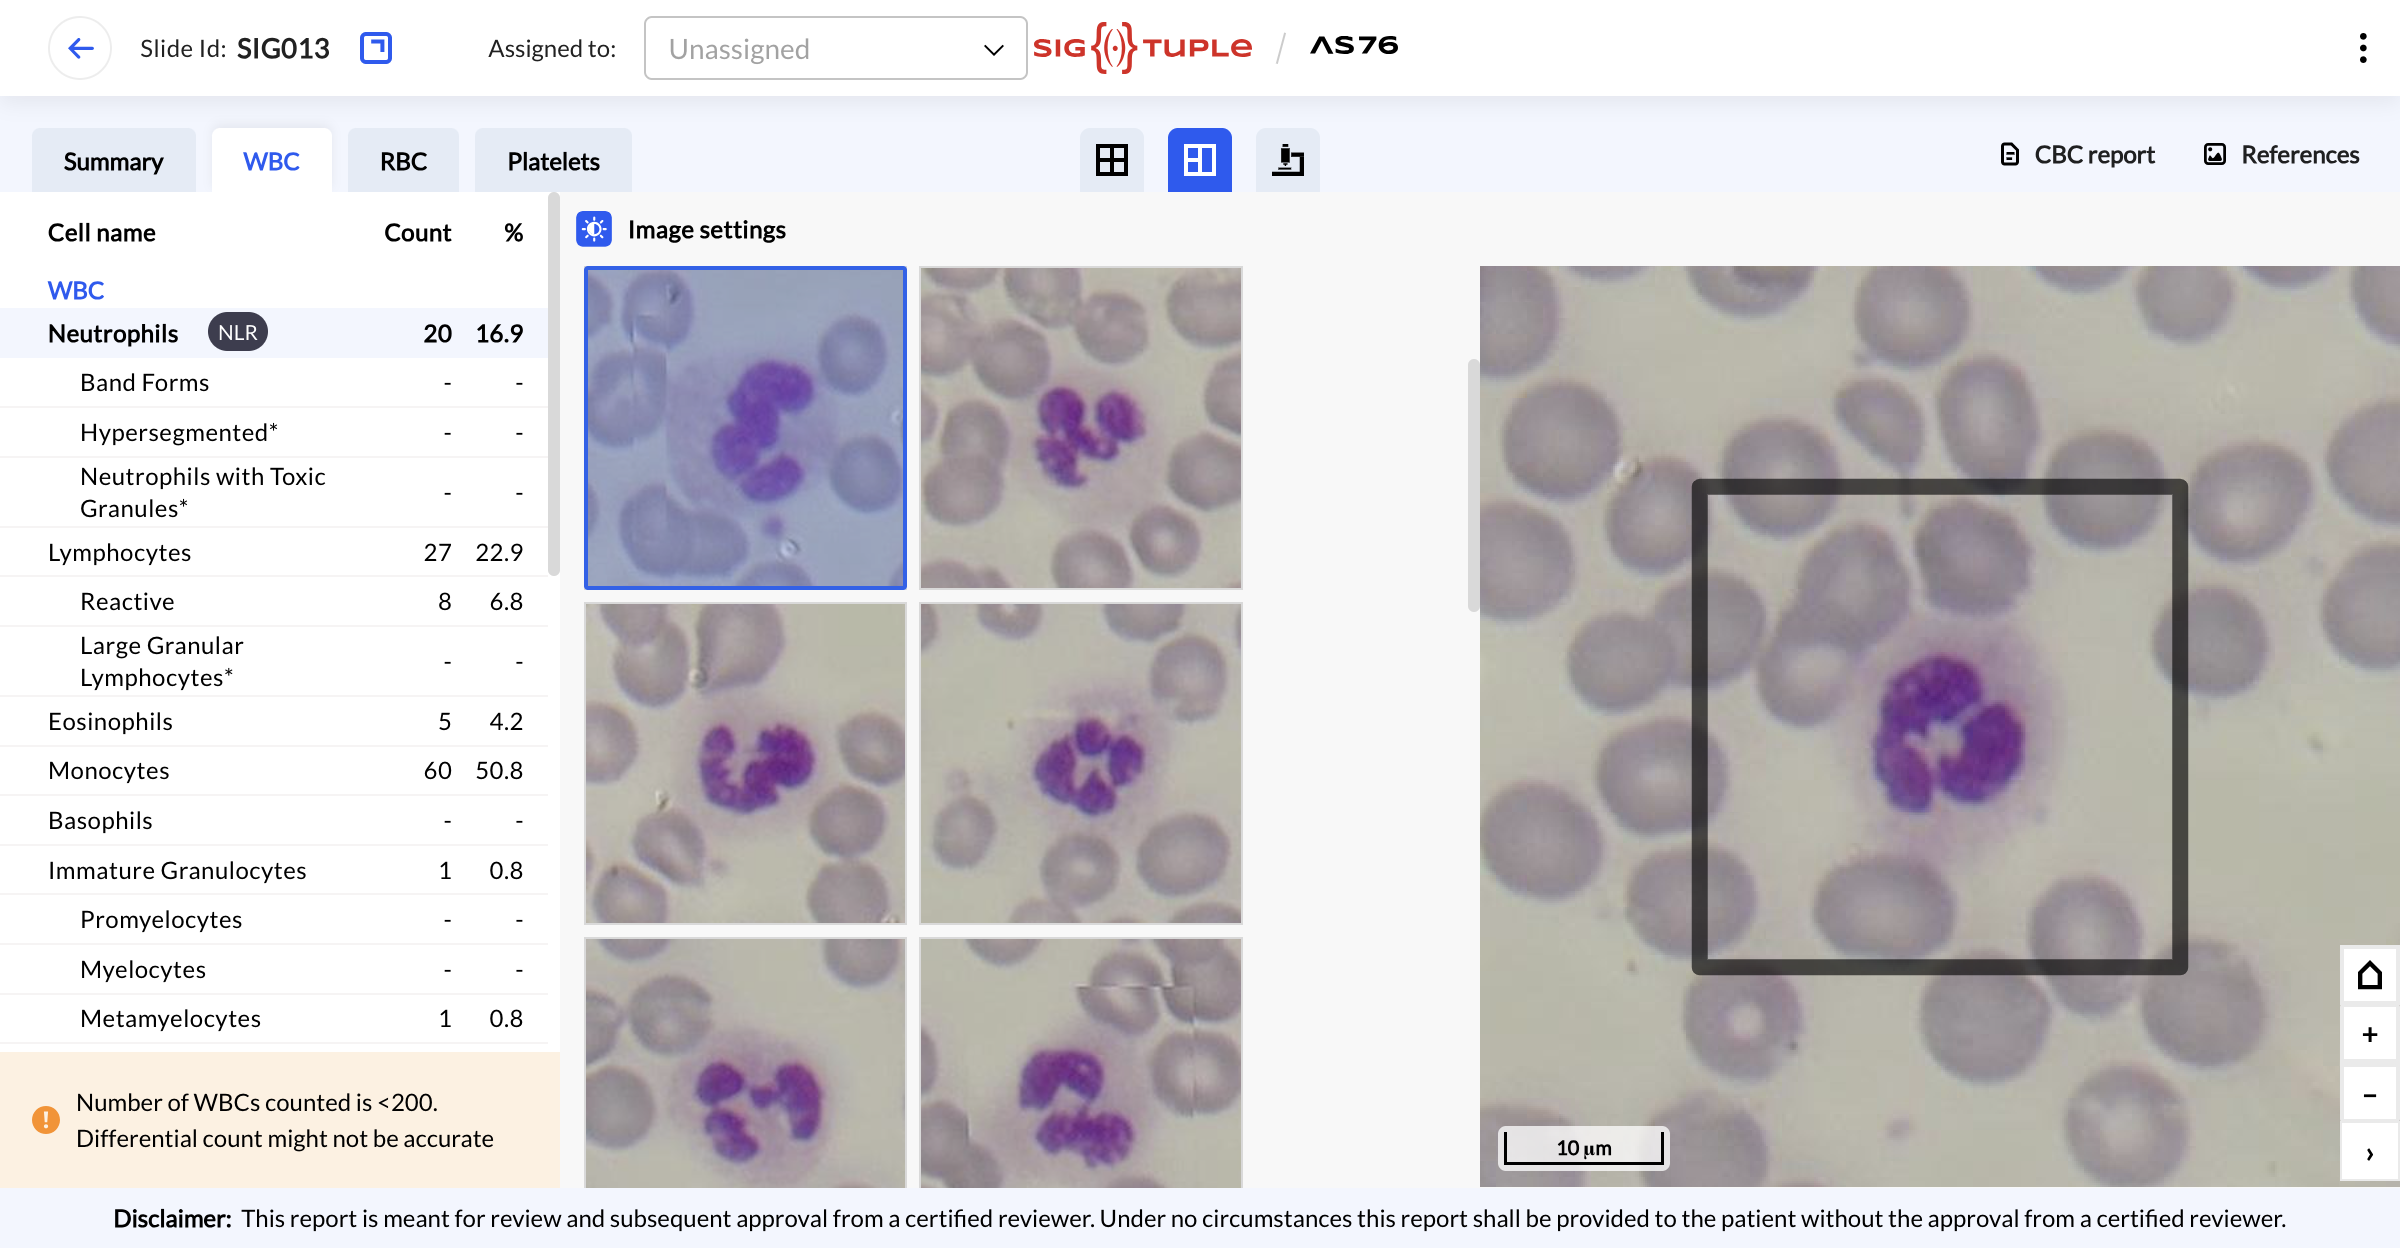 Slide Id: SIG013
Assigned to:
Unassigned
SIG TUPLE / AS76
Summary
WBC
RBC
Platelets
CBC report
References
Cell name Count %
WBC
Neutrophils NLR 20 16.9
Band Forms - -
Hypersegmented* - -
Neutrophils with Toxic
Granules* - -
Lymphocytes 27 22.9
Reactive 8 6.8
Large Granular
Lymphocytes* - -
Eosinophils 5 4.2
Monocytes 60 50.8
Basophils - -
Immature Granulocytes 1 0.8
Promyelocytes - -
Myelocytes - -
Metamyelocytes 1 0.8
Number of WBCs counted is <200.
Differential count might not be accurate
Image settings
10 µm
Disclaimer: This report is meant for review and subsequent approval from a certified reviewer. Under no circumstances this report shall be provided to the patient without the approval from a certified reviewer.